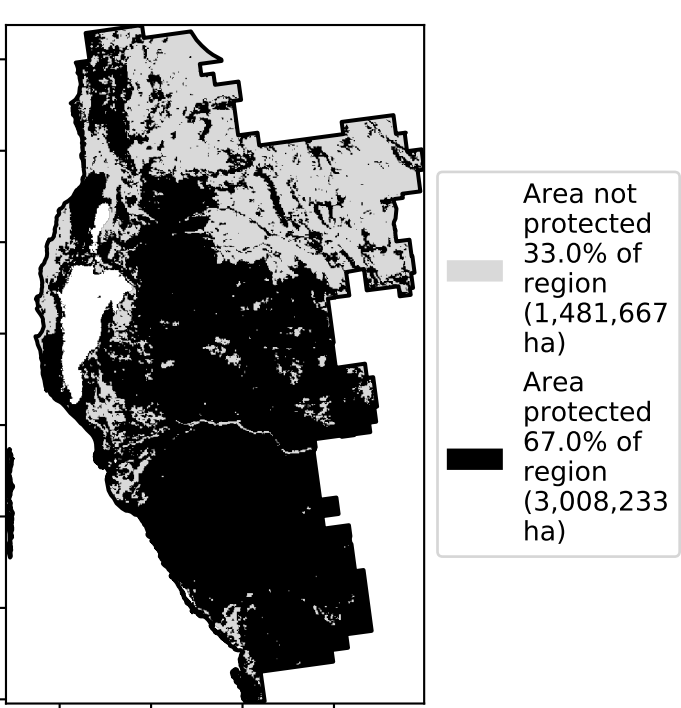 Area not
protected
33.0% of
region
(1,481,667
ha)
Area
protected
67.0% of
region
(3,008,233
ha)